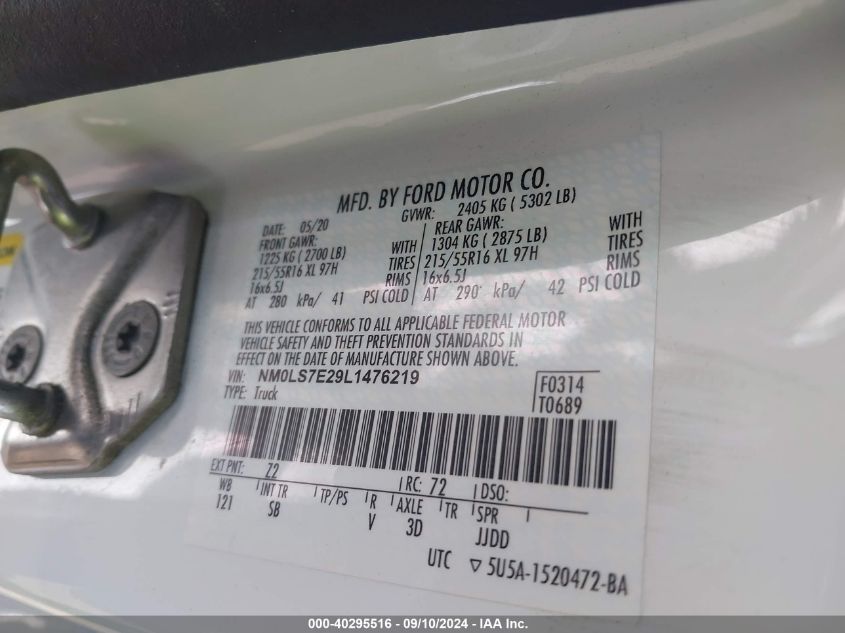 MFD. BY FORD MOTOR CO.
DATE: 05/20 GVWR: 2405 KG ( 5302 LB)
FRONT GAWR: REAR GAWR:
1225 KG ( 2700 LB) WITH 1304 KG ( 2875 LB) WITH
215/55R16 XL 97H TIRES 215/55R16 XL 97H TIRES
16x6.5J RIMS 16x6.5J RIMS
AT 280 kPa/ 41 PSI COLD AT 290 kPa/ 42 PSI COLD
THIS VEHICLE CONFORMS TO ALL APPLICABLE FEDERAL MOTOR
VEHICLE SAFETY AND THEFT PREVENTION STANDARDS IN
EFFECT ON THE DATE OF MANUFACTURE SHOWN ABOVE.
VIN: NM0LS7E29L1476219 F0314
TYPE: Truck T0689
EXT PNT: Z2 RC: 72 DSO:
WB INT TR TP/PS R AXLE TR SPR
121 SB V 3D JJDD
UTC ▽ 5U5A-1520472-BA
000-40295516 - 09/10/2024 - IAA Inc.